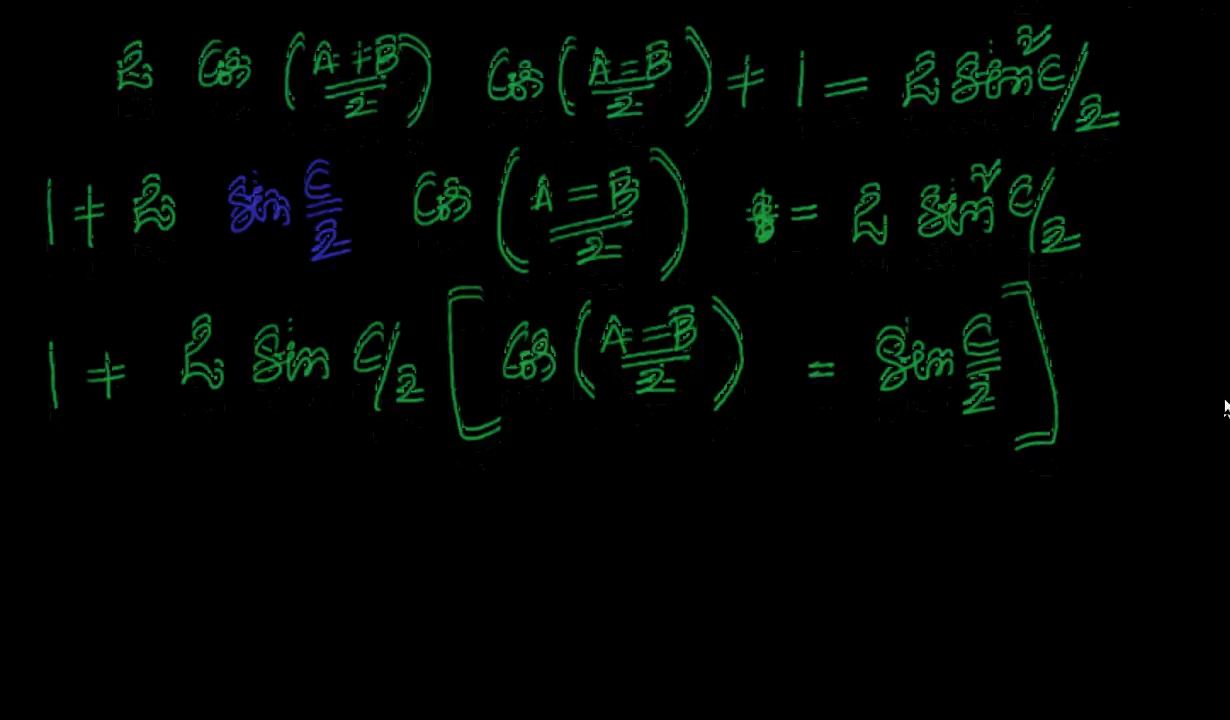 2 Cos (A+B/2) Cos (A-B/2) + 1 - 2 Sin² C/2
1 + 2 Sin C/2 Cos (A-B/2) - 2 Sin² C/2
1 + 2 Sin C/2 [Cos (A-B/2) - Sin C/2]